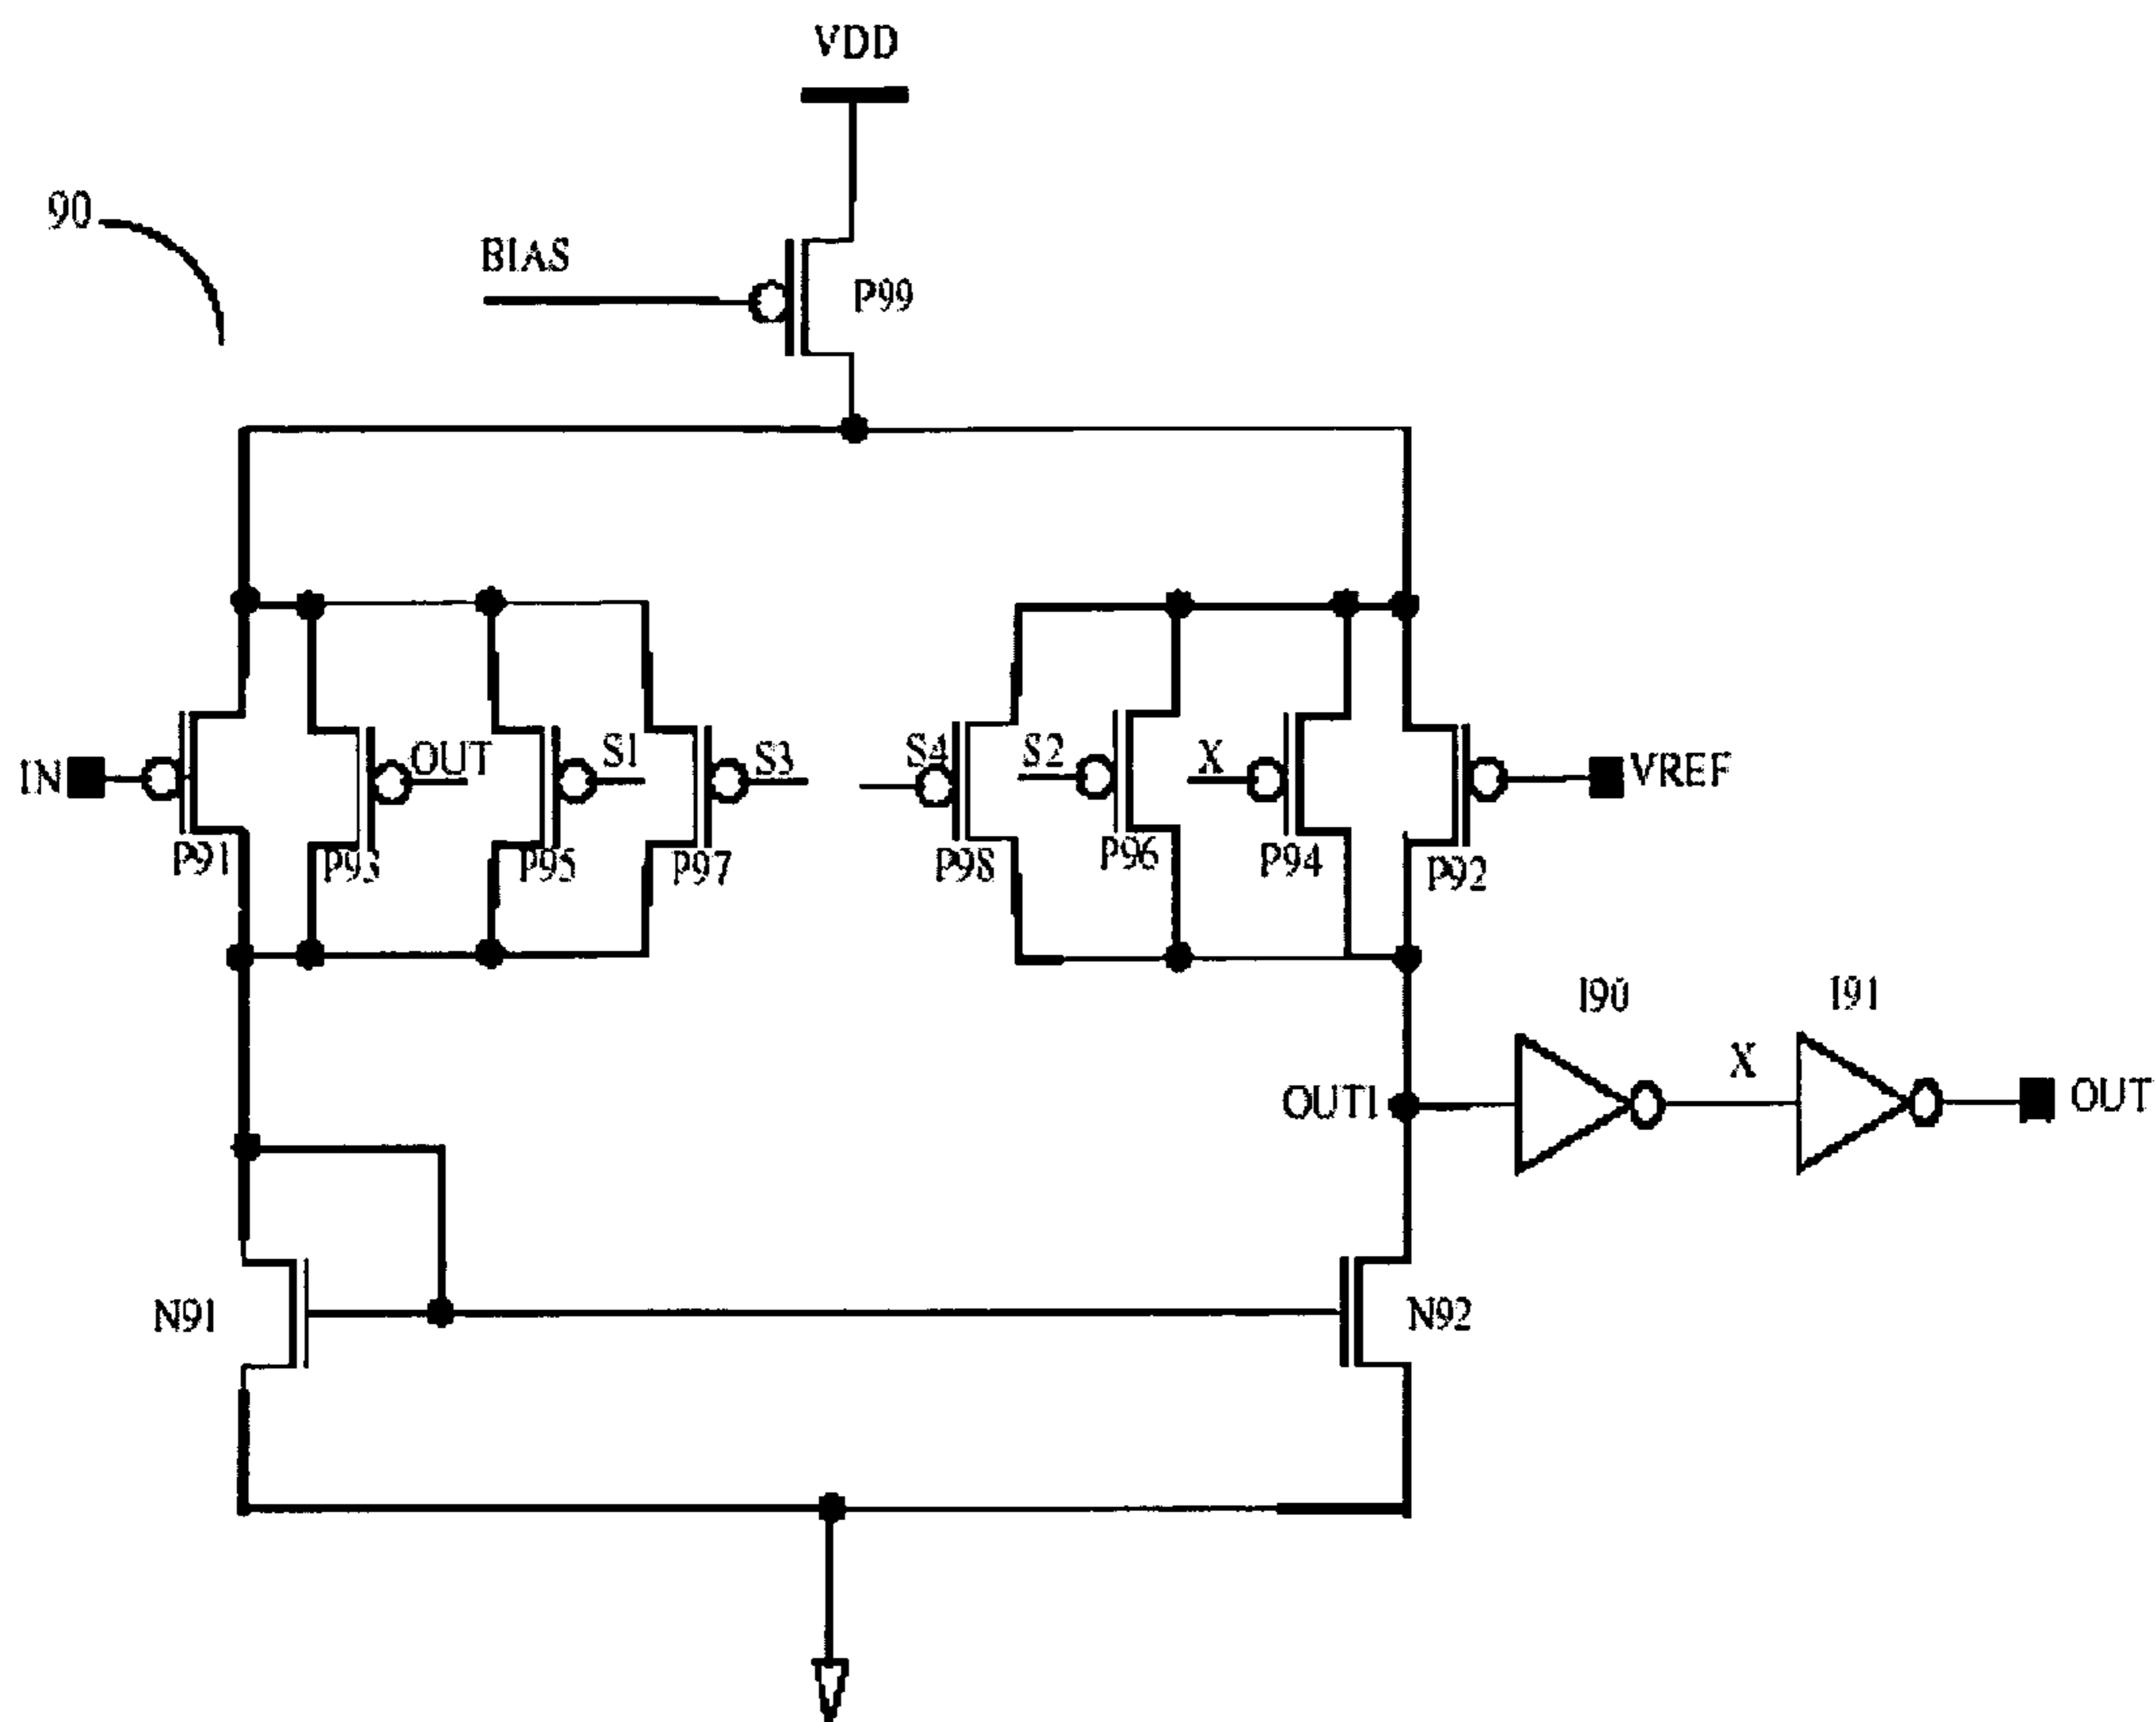 VDD
90
BIAS
P99
IN
OUT
S1
S3
S4
S2
X
VREF
P91
P93
P95
P97
P98
P96
P94
P92
I90
I91
X
OUT1
OUT
N91
N92